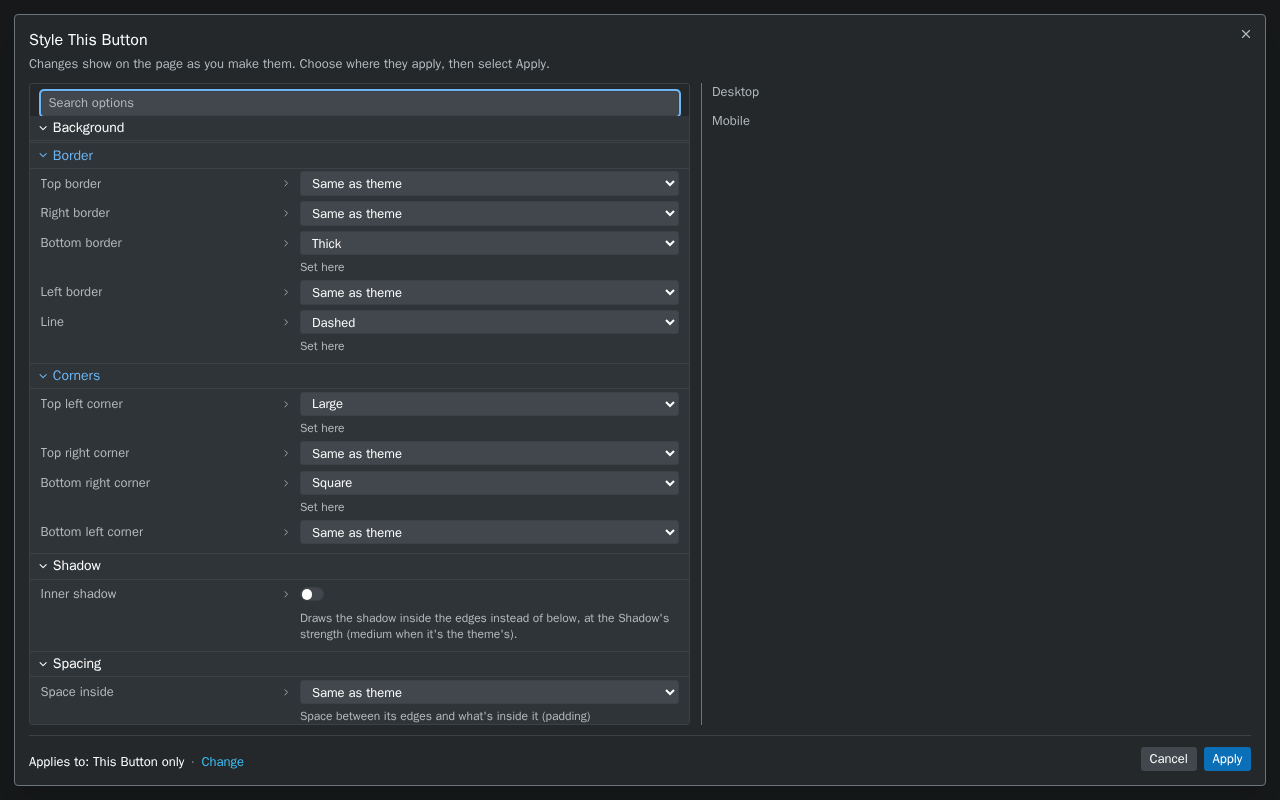 Style This Button
Changes show on the page as you make them. Choose where they apply, then select Apply.
Search options
Background
Border
Top border
Same as theme
Right border
Same as theme
Bottom border
Thick
Set here
Left border
Same as theme
Line
Dashed
Set here
Corners
Top left corner
Large
Set here
Top right corner
Same as theme
Bottom right corner
Square
Set here
Bottom left corner
Same as theme
Shadow
Inner shadow
Draws the shadow inside the edges instead of below, at the Shadow's
strength (medium when it's the theme's).
Spacing
Space inside
Same as theme
Space between its edges and what's inside it (padding)
Desktop
Mobile
Applies to: This Button only · Change
Cancel
Apply